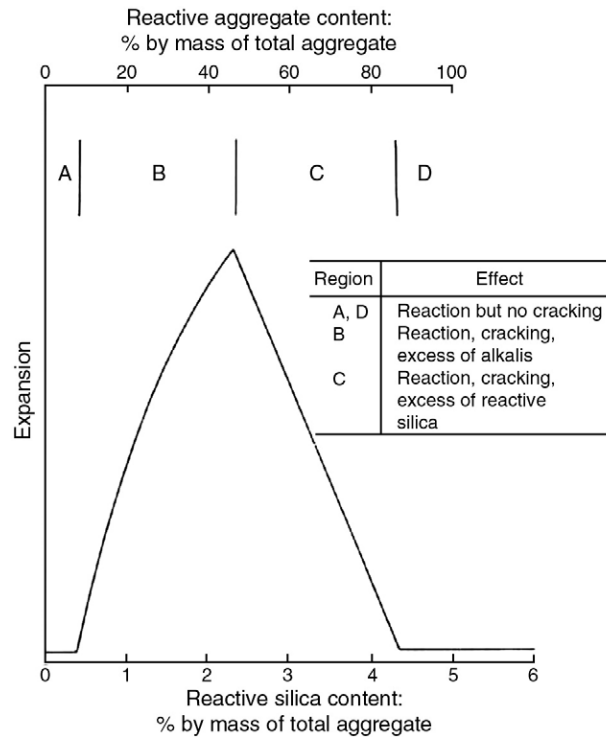 Reactive aggregate content:
% by mass of total aggregate
0 20 40 60 80 100
A B C D
Region Effect
A, D Reaction but no cracking
B Reaction, cracking,
excess of alkalis
C Reaction, cracking,
excess of reactive
silica
Expansion
0 1 2 3 4 5 6
Reactive silica content:
% by mass of total aggregate